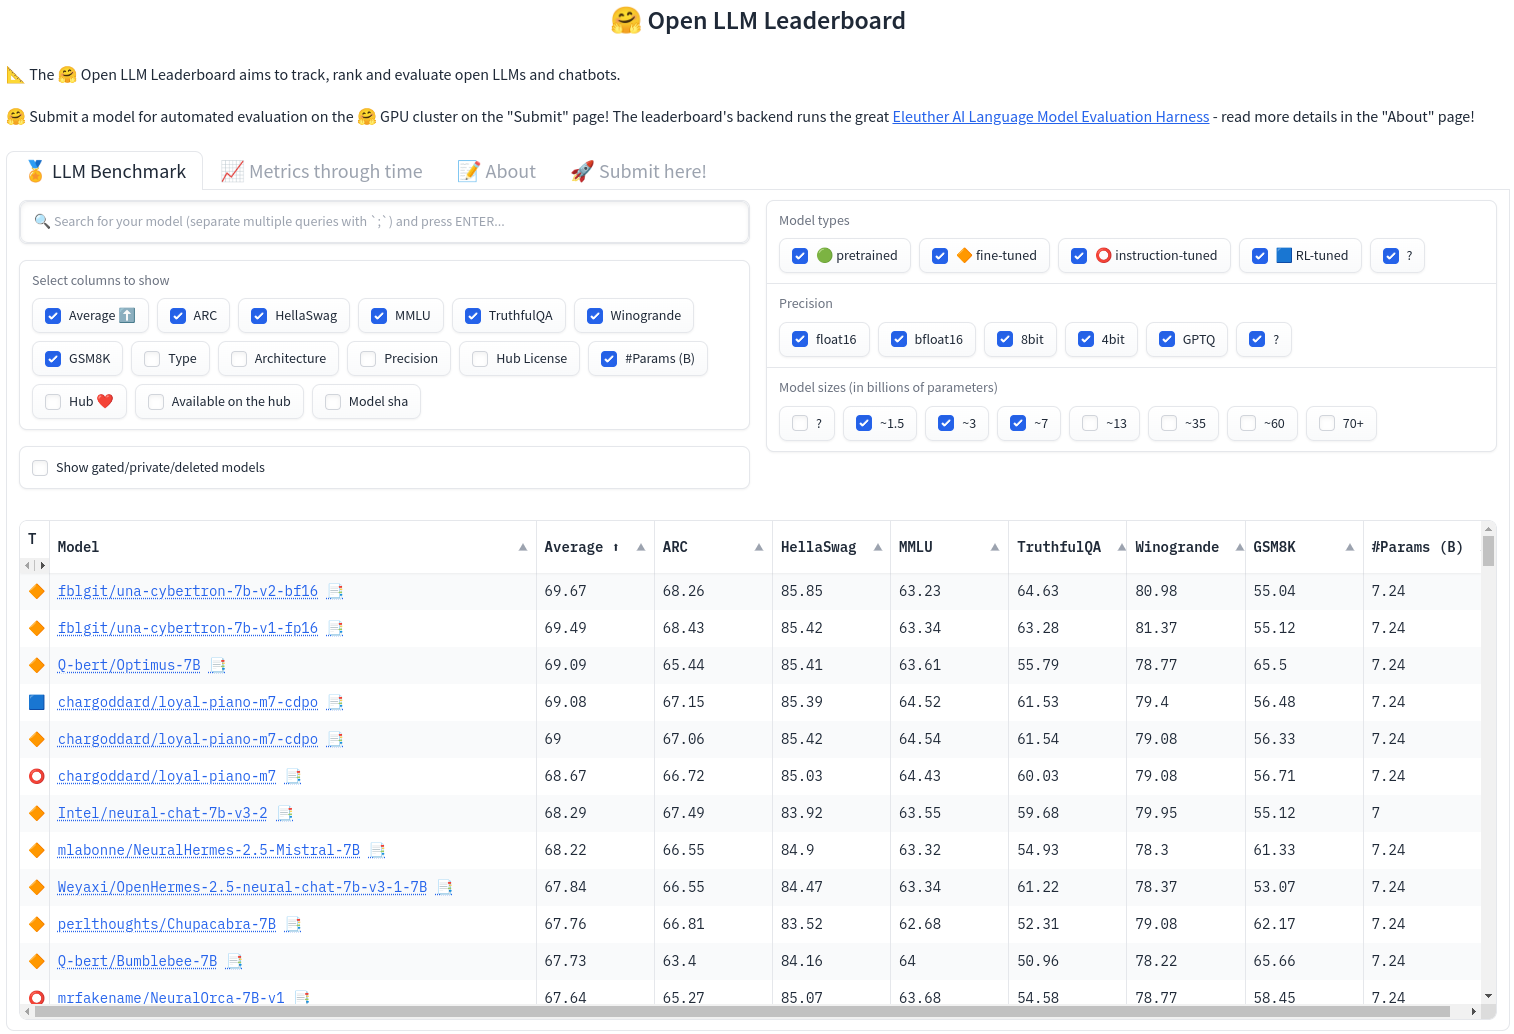 🤗 Open LLM Leaderboard
📐 The 🤗 Open LLM Leaderboard aims to track, rank and evaluate open LLMs and chatbots.
🤗 Submit a model for automated evaluation on the 🤗 GPU cluster on the "Submit" page! The leaderboard's backend runs the great Eleuther AI Language Model Evaluation Harness - read more details in the "About" page!
🏅 LLM Benchmark 📈 Metrics through time 📝 About 🚀 Submit here!
🔍 Search for your model (separate multiple queries with `;`) and press ENTER...
Select columns to show
Average ⬆️ ARC HellaSwag MMLU TruthfulQA Winogrande
GSM8K Type Architecture Precision Hub License #Params (B)
Hub ❤️ Available on the hub Model sha
Show gated/private/deleted models
Model types
🟢 pretrained 🔶 fine-tuned ⭕ instruction-tuned 🟦 RL-tuned ?
Precision
float16 bfloat16 8bit 4bit GPTQ ?
Model sizes (in billions of parameters)
? ~1.5 ~3 ~7 ~13 ~35 ~60 70+
T Model Average ⬆ ARC HellaSwag MMLU TruthfulQA Winogrande GSM8K #Params (B)
🔶 fblgit/una-cybertron-7b-v2-bf16 📑 69.67 68.26 85.85 63.23 64.63 80.98 55.04 7.24
🔶 fblgit/una-cybertron-7b-v1-fp16 📑 69.49 68.43 85.42 63.34 63.28 81.37 55.12 7.24
🔶 Q-bert/Optimus-7B 📑 69.09 65.44 85.41 63.61 55.79 78.77 65.5 7.24
🟦 chargoddard/loyal-piano-m7-cdpo 📑 69.08 67.15 85.39 64.52 61.53 79.4 56.48 7.24
🔶 chargoddard/loyal-piano-m7-cdpo 📑 69 67.06 85.42 64.54 61.54 79.08 56.33 7.24
⭕ chargoddard/loyal-piano-m7 📑 68.67 66.72 85.03 64.43 60.03 79.08 56.71 7.24
🔶 Intel/neural-chat-7b-v3-2 📑 68.29 67.49 83.92 63.55 59.68 79.95 55.12 7
🔶 mlabonne/NeuralHermes-2.5-Mistral-7B 📑 68.22 66.55 84.9 63.32 54.93 78.3 61.33 7.24
🔶 Weyaxi/OpenHermes-2.5-neural-chat-7b-v3-1-7B 📑 67.84 66.55 84.47 63.34 61.22 78.37 53.07 7.24
🔶 perlthoughts/Chupacabra-7B 📑 67.76 66.81 83.52 62.68 52.31 79.08 62.17 7.24
🔶 Q-bert/Bumblebee-7B 📑 67.73 63.4 84.16 64 50.96 78.22 65.66 7.24
⭕ mrfakename/NeuralOrca-7B-v1 📑 67.64 65.27 85.07 63.68 54.58 78.77 58.45 7.24